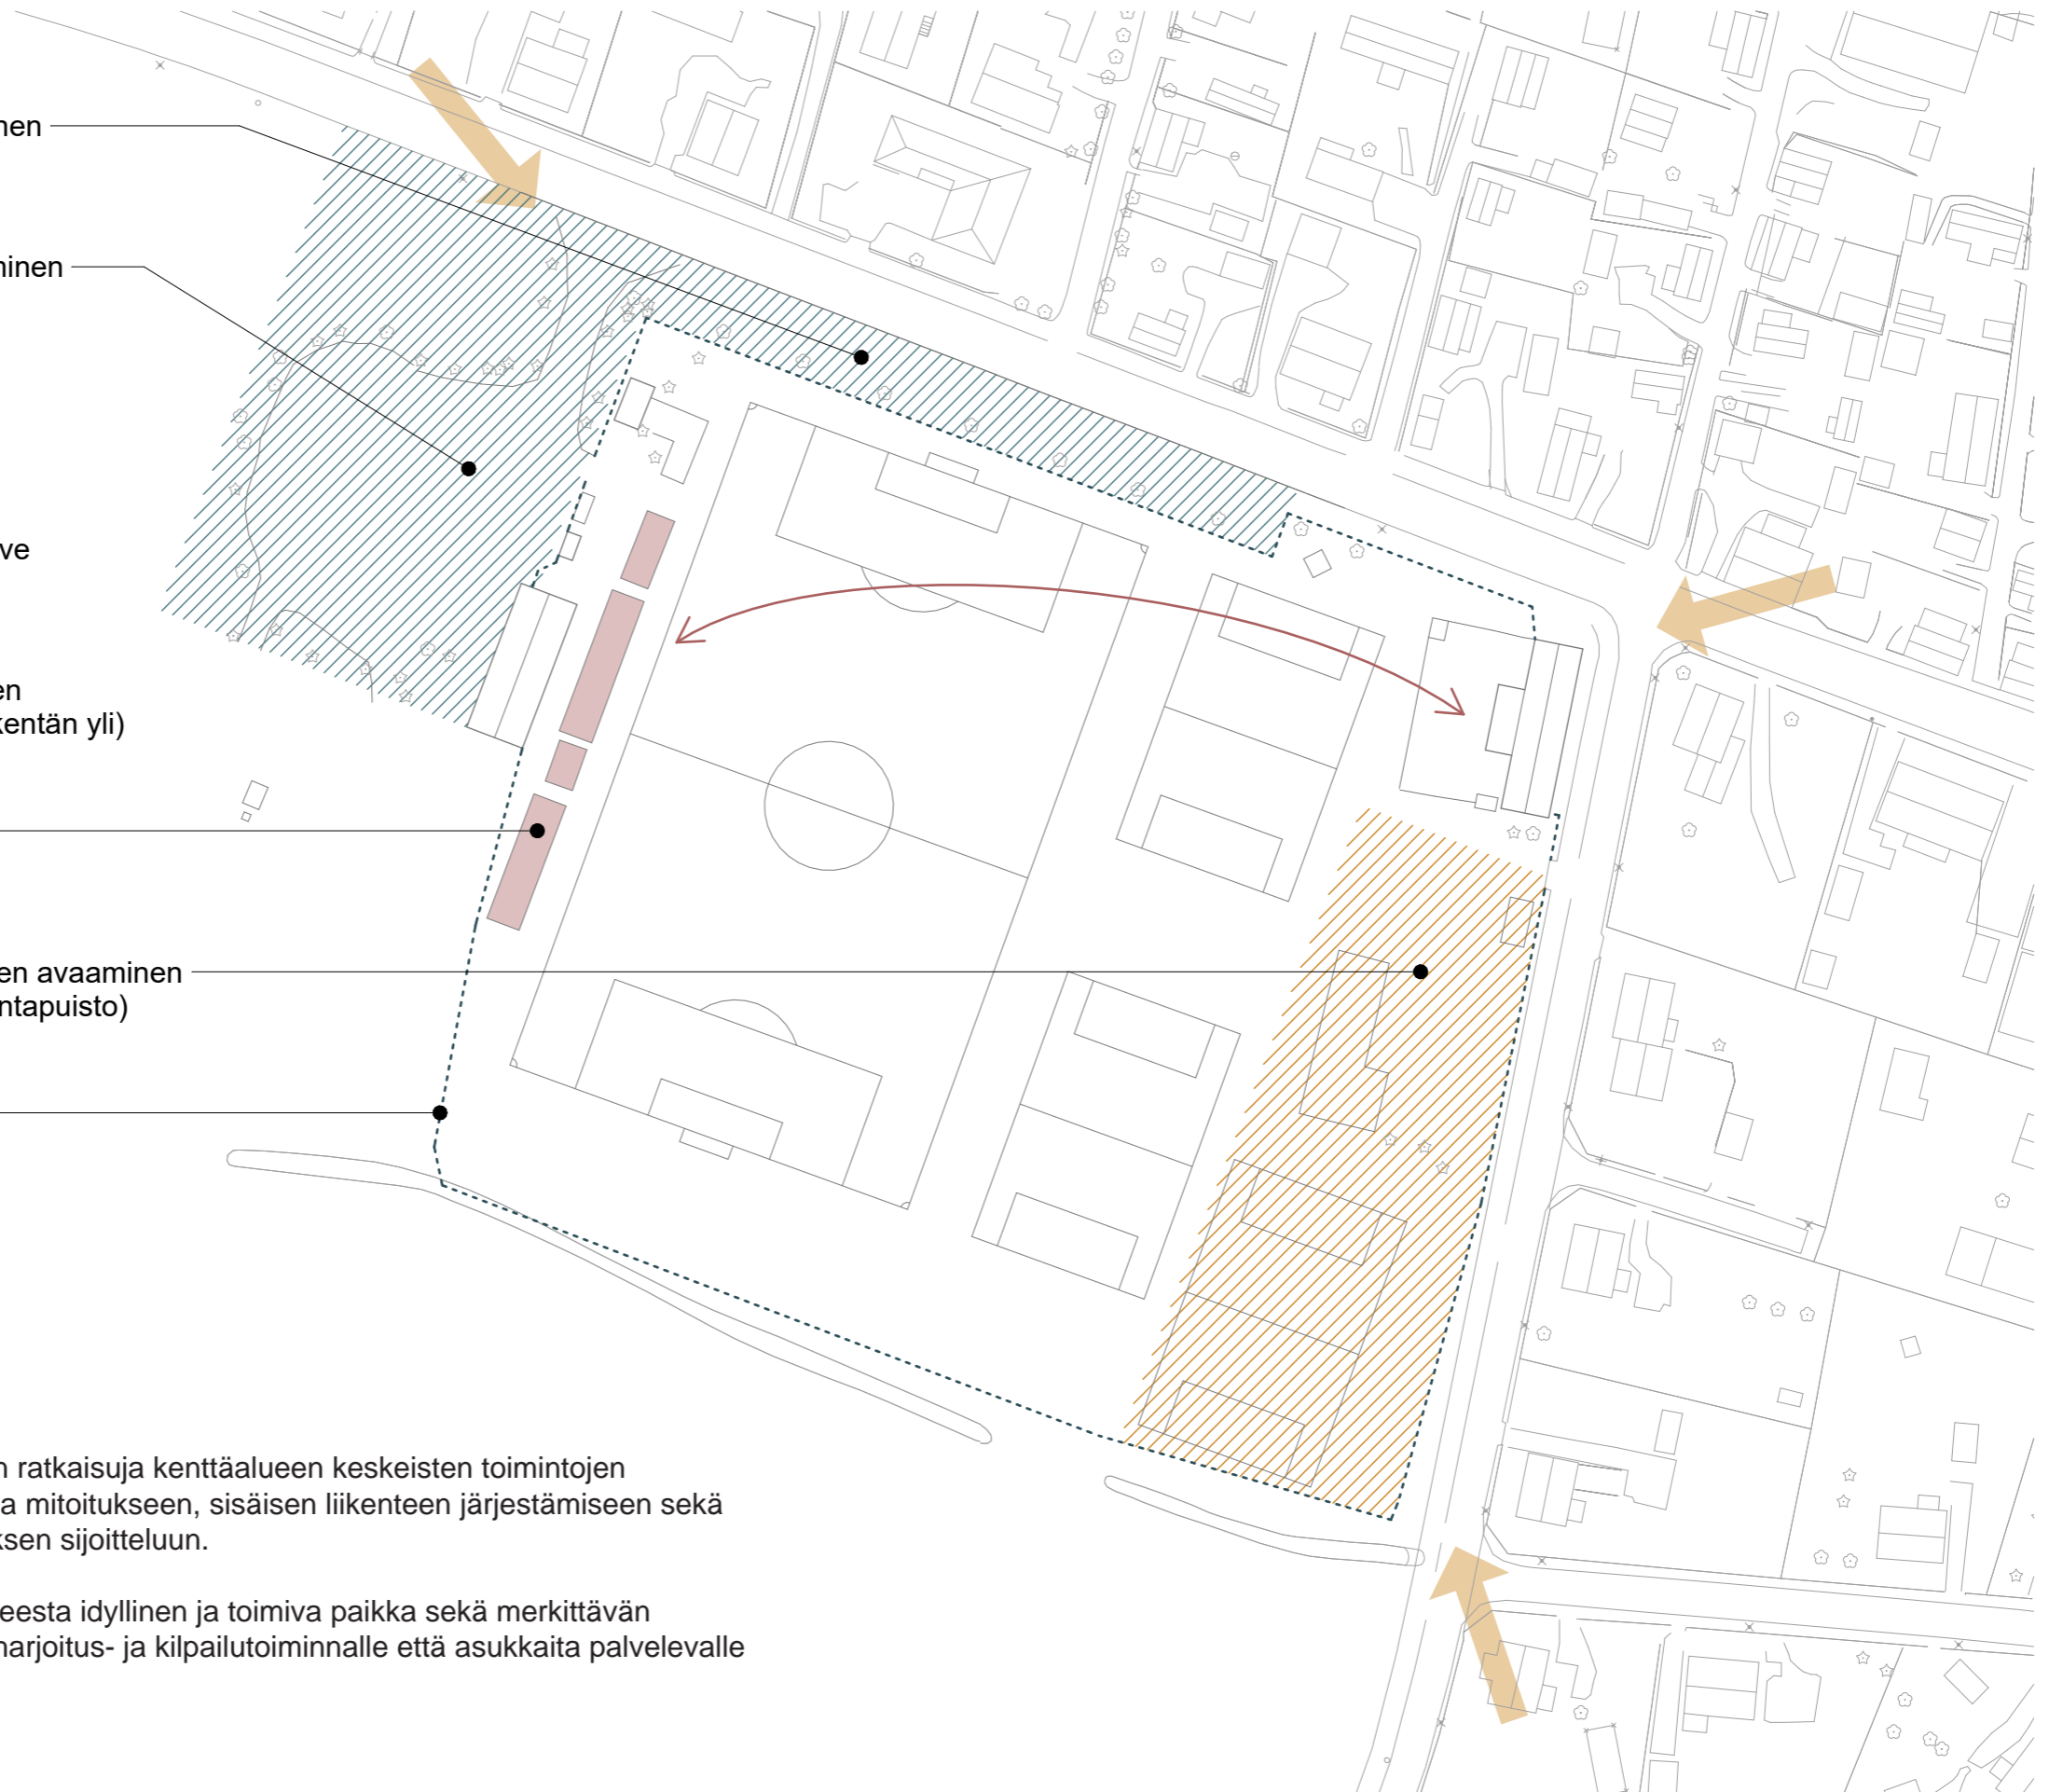 nen
minen
ve
en
kentän yli)
en avaaminen
ntapuisto)
n ratkaisuja kenttäalueen keskeisten toimintojen
a mitoitukseen, sisäisen liikenteen järjestämiseen sekä
ksen sijoitteluun.
eesta idyllinen ja toimiva paikka sekä merkittävän
harjoitus- ja kilpailutoiminnalle että asukkaita palvelevalle